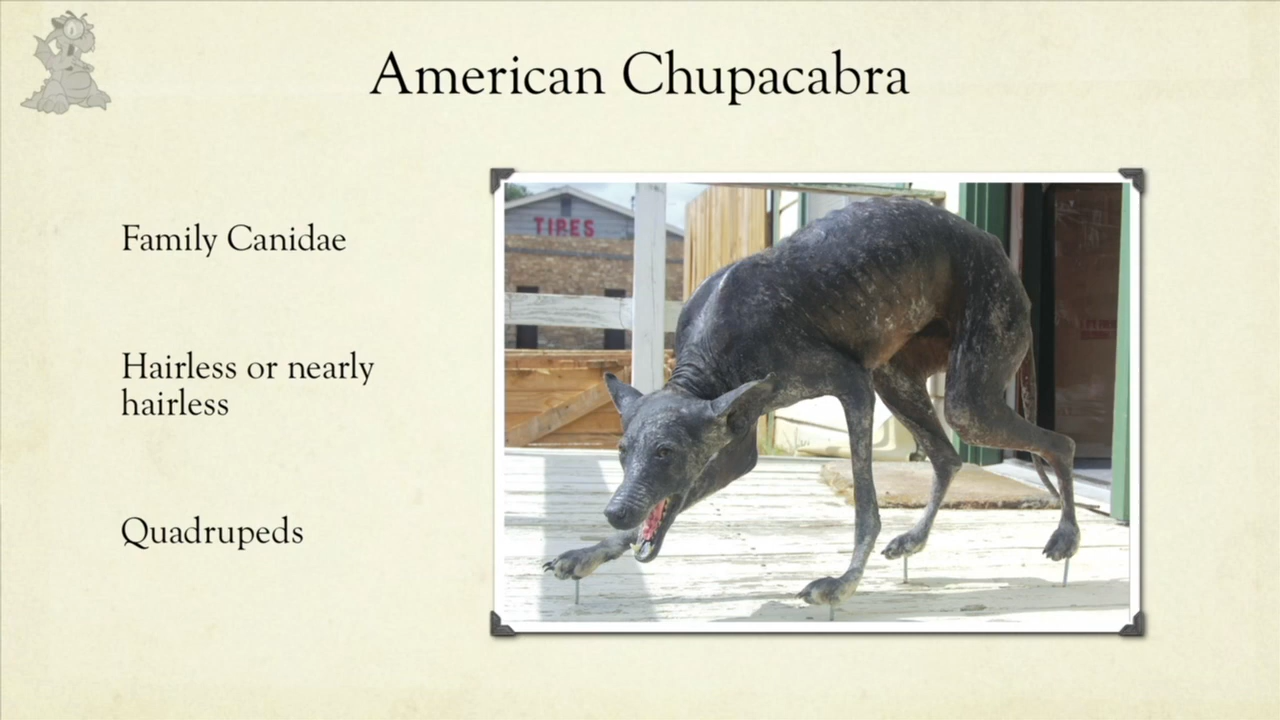 American Chupacabra
Family Canidae
TIRES
Hairless or nearly
hairless
Quadrupeds